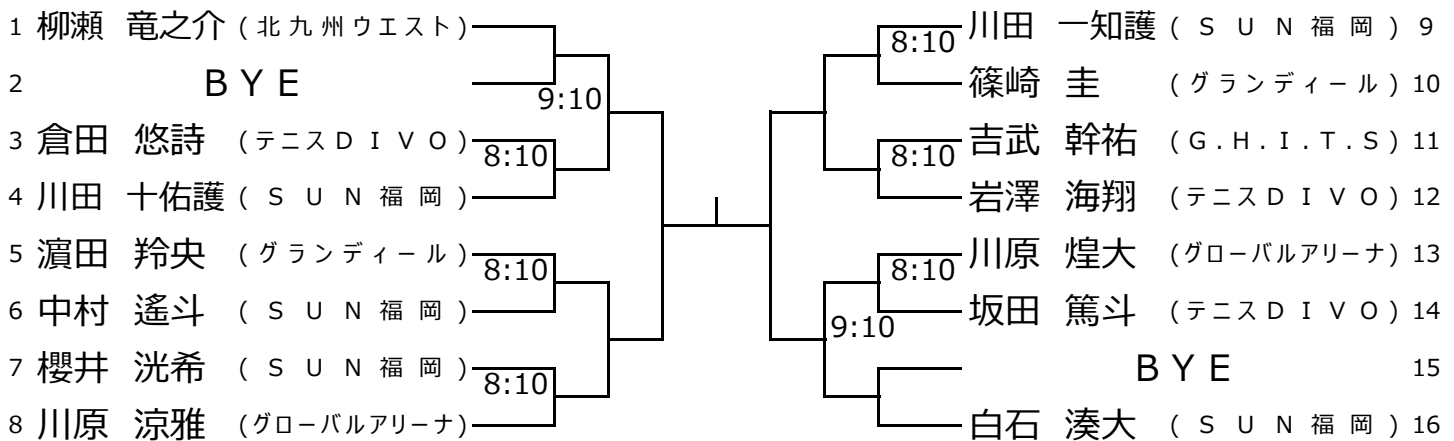 1 柳瀬 竜之介 (北九州ウエスト)
2 BYE
9:10
3 倉田 悠詩 (テニスDIVO)
8:10
4 川田 十佑護 (SUN福岡)
5 濵田 羚央 (グランディール)
8:10
6 中村 遙斗 (SUN福岡)
7 櫻井 洸希 (SUN福岡)
8:10
8 川原 涼雅 (グローバルアリーナ)
川田 一知護 (SUN福岡) 9
8:10
篠崎 圭 (グランディール) 10
吉武 幹祐 (G.H.I.T.S) 11
8:10
岩澤 海翔 (テニスDIVO) 12
川原 煌大 (グローバルアリーナ) 13
8:10
坂田 篤斗 (テニスDIVO) 14
9:10
BYE 15
白石 湊大 (SUN福岡) 16